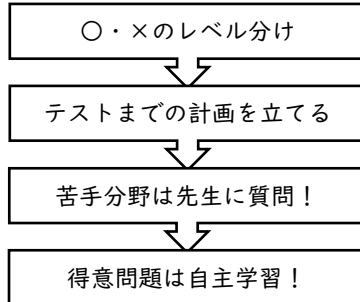 〇・×のレベル分け
テストまでの計画を立てる
苦手分野は先生に質問！
得意問題は自主学習！